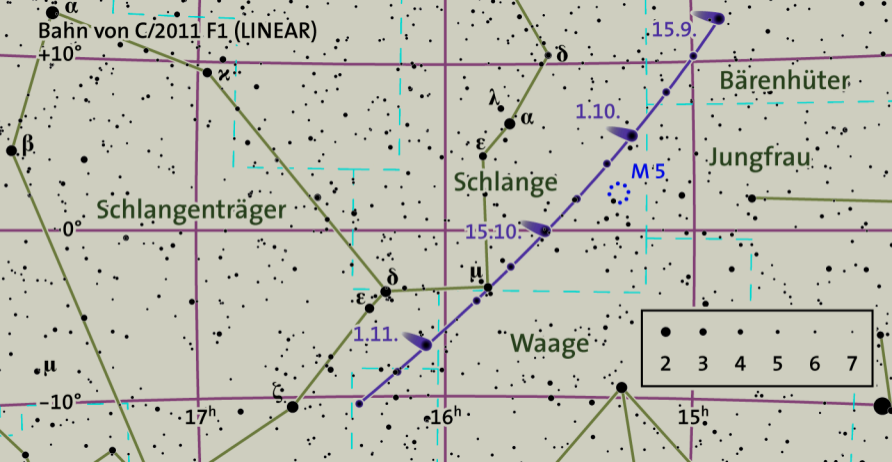 α
Bahn von C/2011 F1 (LINEAR)
15.9.
+10°
δ
ϰ
Bärenhüter
λ
α
1.10.
β
ε
Jungfrau
M 5
Schlange
Schlangenträger
0°
15.10.
μ
δ
ε
1.11.
Waage
μ
2 3 4 5 6 7
ζ
-10°
17h
16h
15h